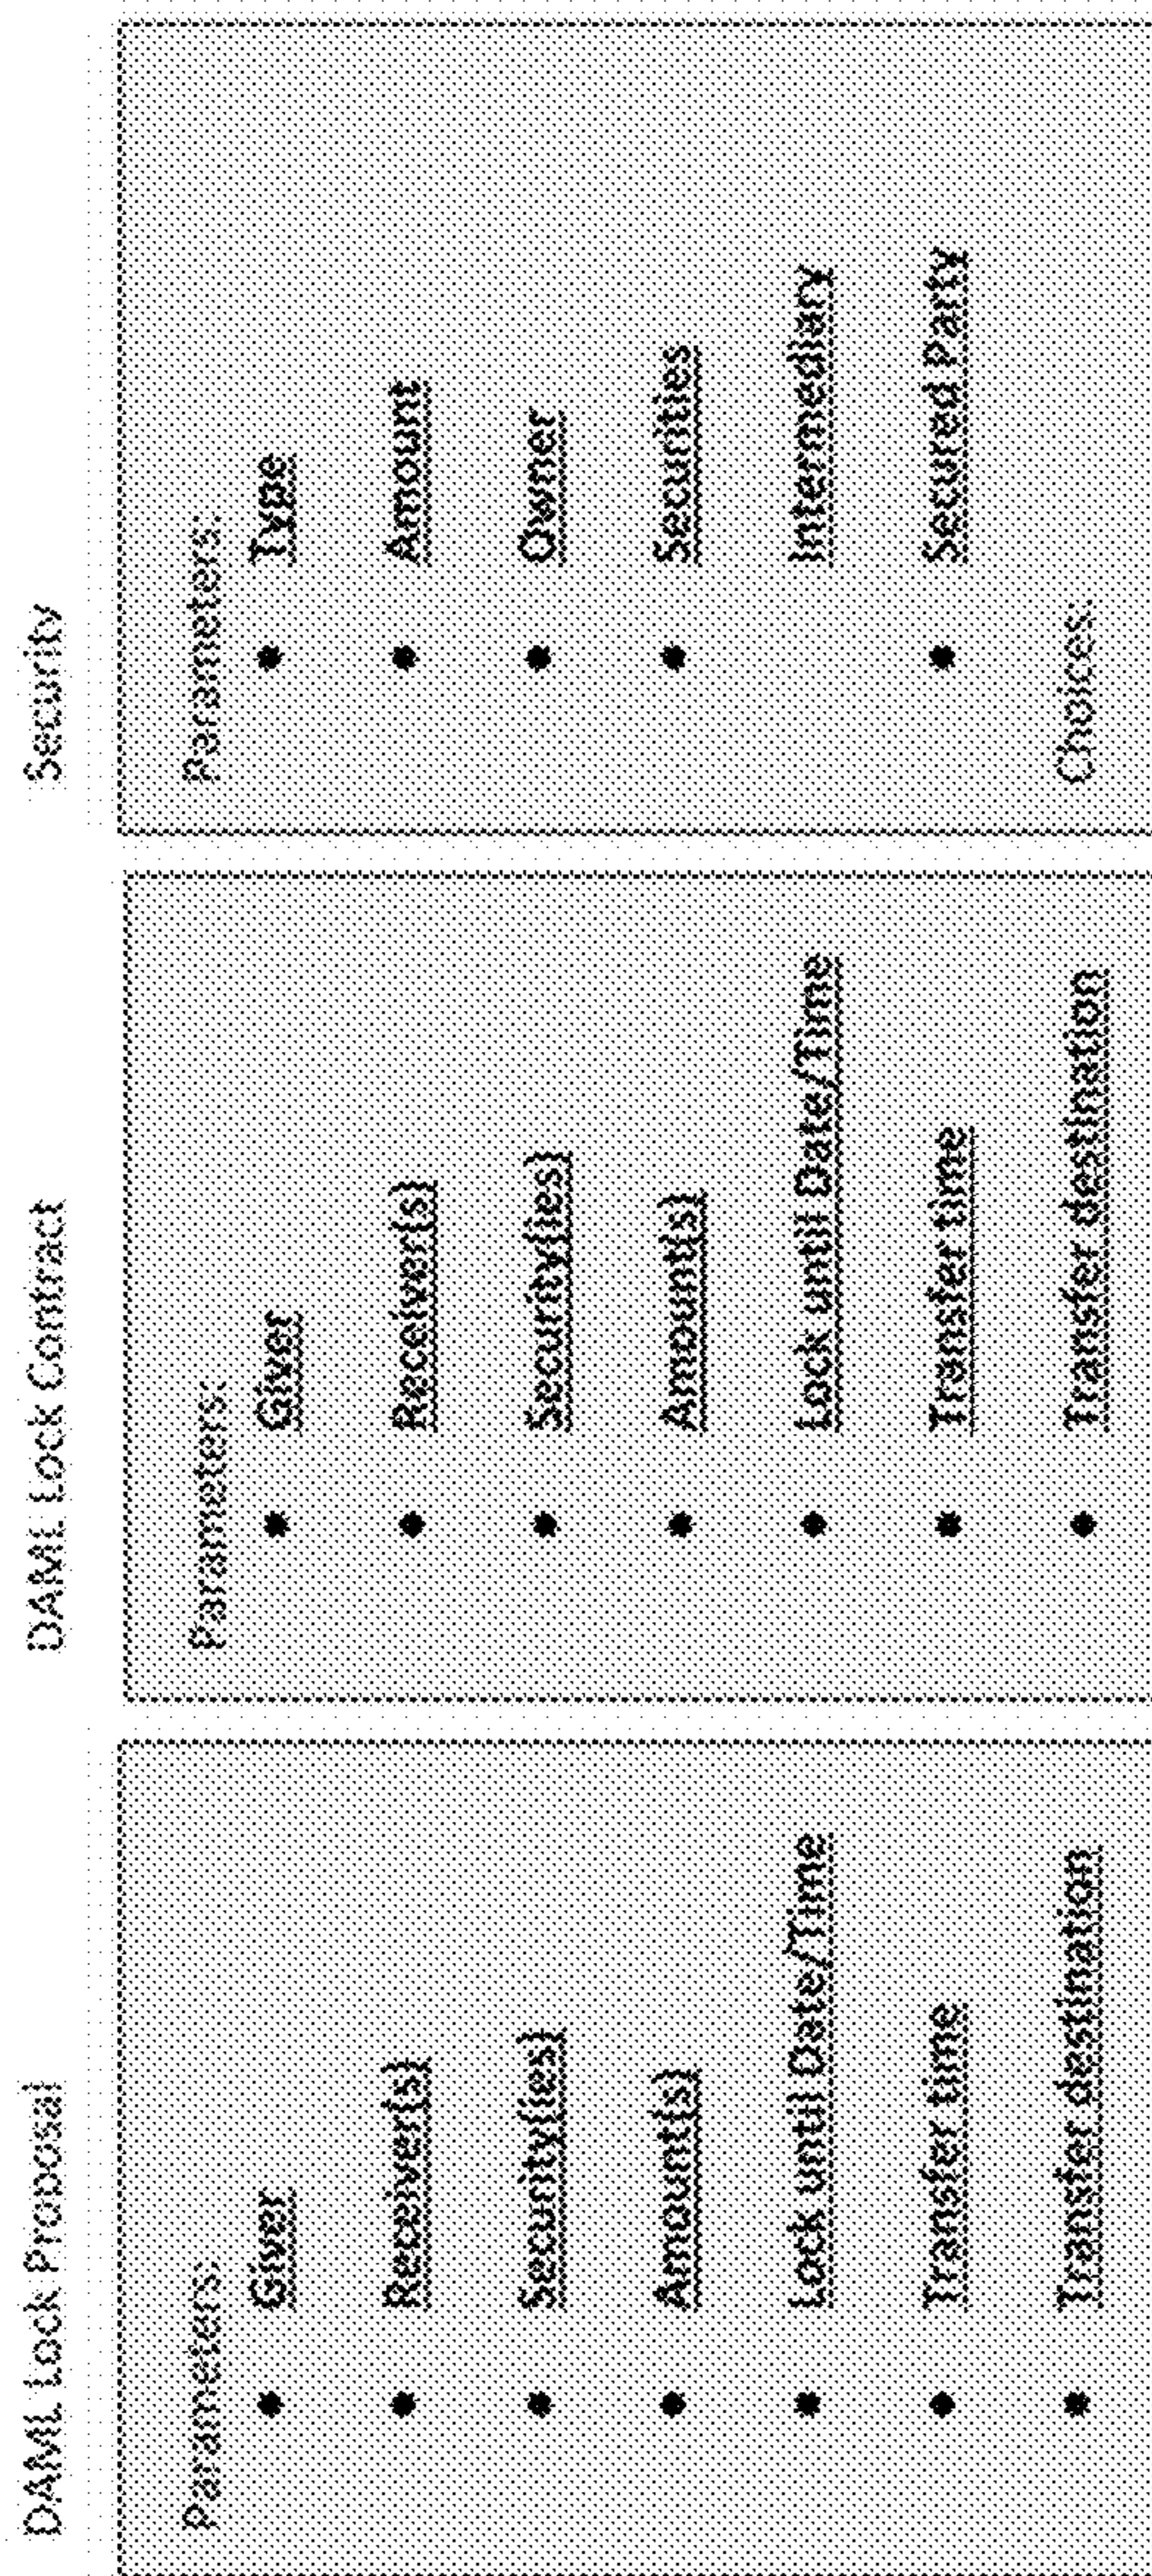 DAML Lock Proposal
Parameters:
• Giver
• Receiver(s)
• Security(ies)
• Amount(s)
• Lock until Date/Time
• Transfer time
• Transfer destination
DAML Lock Contract
Parameters:
• Giver
• Receiver(s)
• Security(ies)
• Amount(s)
• Lock until Date/Time
• Transfer time
• Transfer destination
Security
Parameters:
• Type
• Amount
• Owner
• Securities
Intermediary
• Secured Party
Choices: